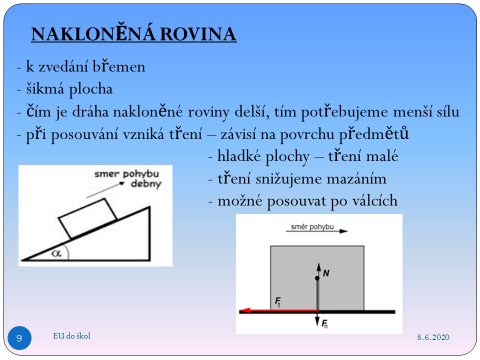 NAKLONĚNÁ ROVINA
- k zvedání břemen
- šikmá plocha
- čím je dráha nakloněné roviny delší, tím potřebujeme menší sílu
- při posouvání vzniká tření – závisí na povrchu předmětů
- hladké plochy – tření malé
- tření snižujeme mazáním
- možné posouvat po válcích
smer pohybu
debny
α
směr pohybu
N
Ft
Fn
9
EU do škol
8.6.2020